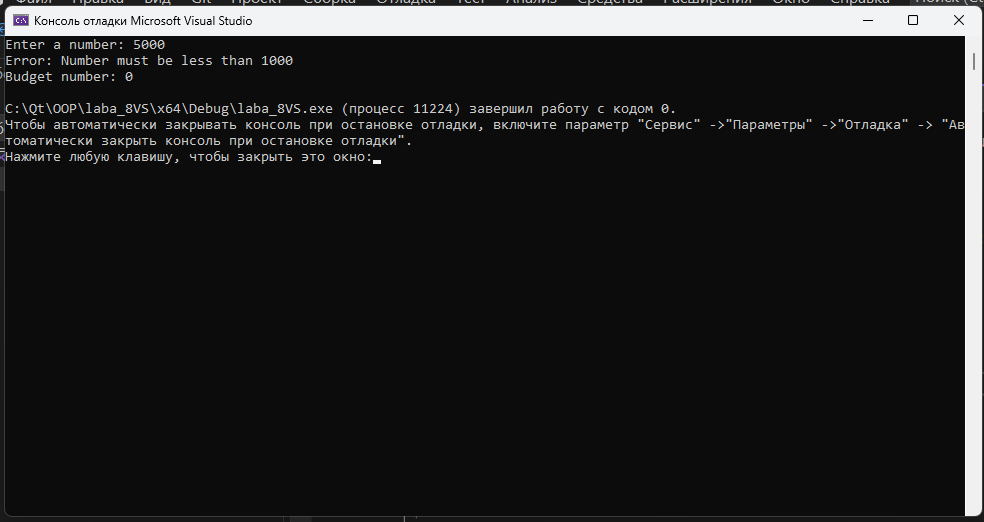 Файл Правка Вид Git Проект Сборка Отладка Тест Анализ Средства Расширения Окно Справка
Консоль отладки Microsoft Visual Studio
Enter a number: 5000
Error: Number must be less than 1000
Budget number: 0
C:\Qt\OOP\laba_8VS\x64\Debug\laba_8VS.exe (процесс 11224) завершил работу с кодом 0.
Чтобы автоматически закрывать консоль при остановке отладки, включите параметр "Сервис" ->"Параметры" ->"Отладка" -> "Ав
томатически закрыть консоль при остановке отладки".
Нажмите любую клавишу, чтобы закрыть это окно: